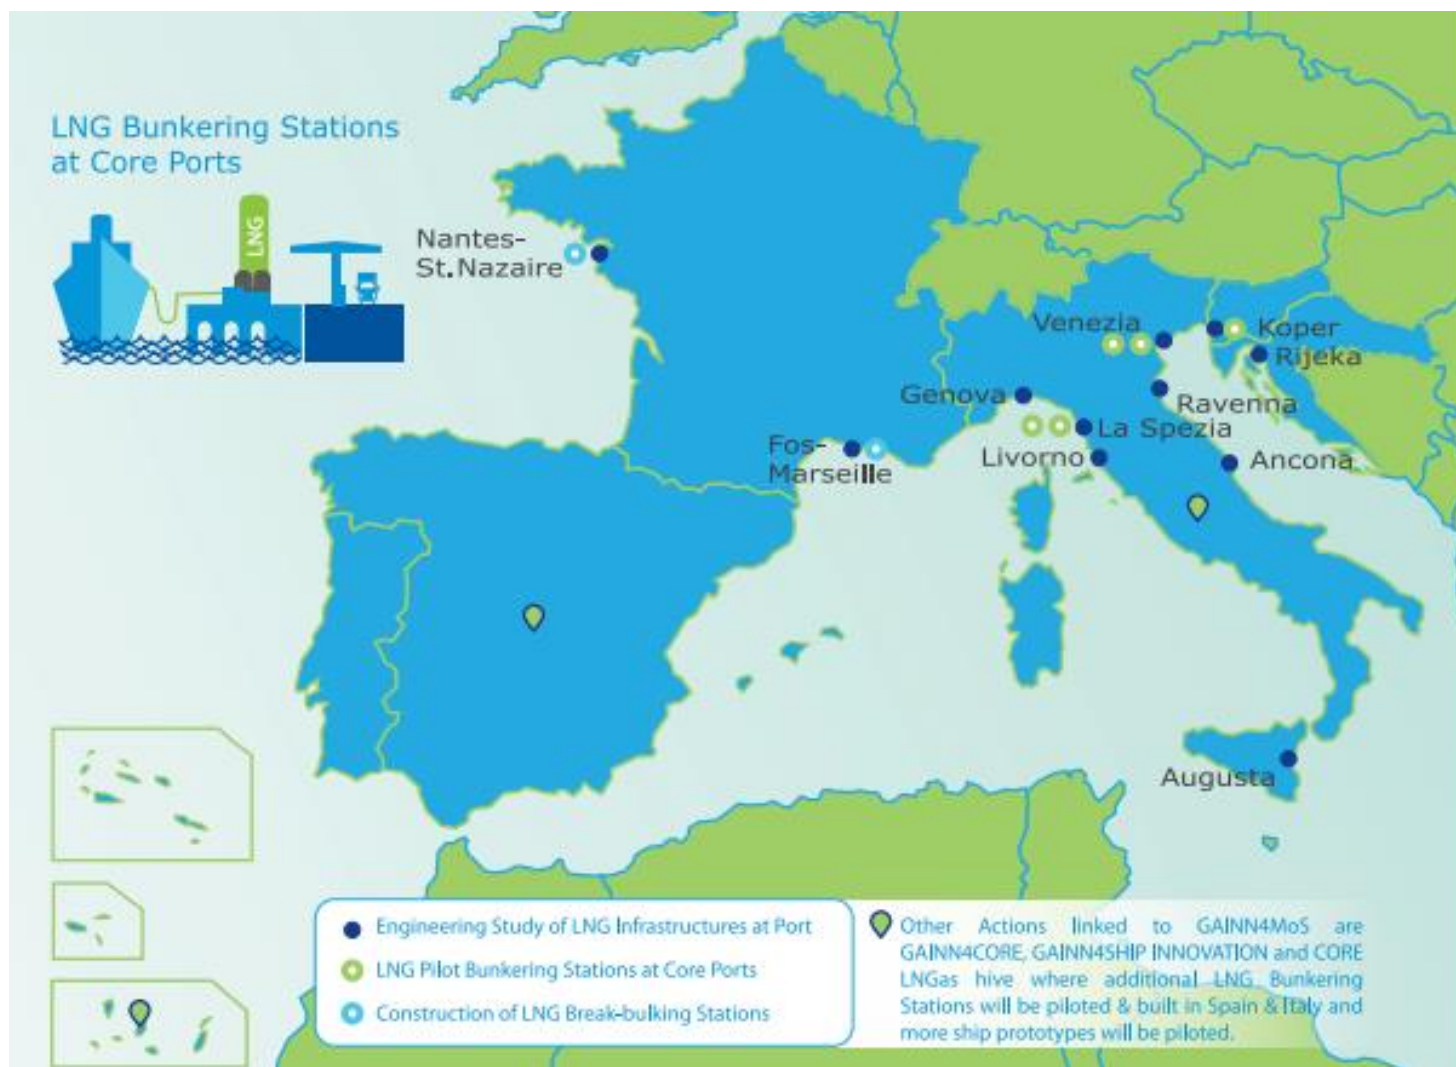 LNG Bunkering Stations
at Core Ports
LNG
Nantes-
St.Nazaire
Venezia
Koper
Rijeka
Genova
Ravenna
La Spezia
Fos-
Marseille
Livorno
Ancona
Augusta
Engineering Study of LNG Infrastructures at Port
LNG Pilot Bunkering Stations at Core Ports
Construction of LNG Break-bulking Stations
Other Actions linked to GAINN4MoS are
GAINN4CORE, GAINN4SHIP INNOVATION and CORE
LNGas hive where additional LNG Bunkering
Stations will be piloted & built in Spain & Italy and
more ship prototypes will be piloted.